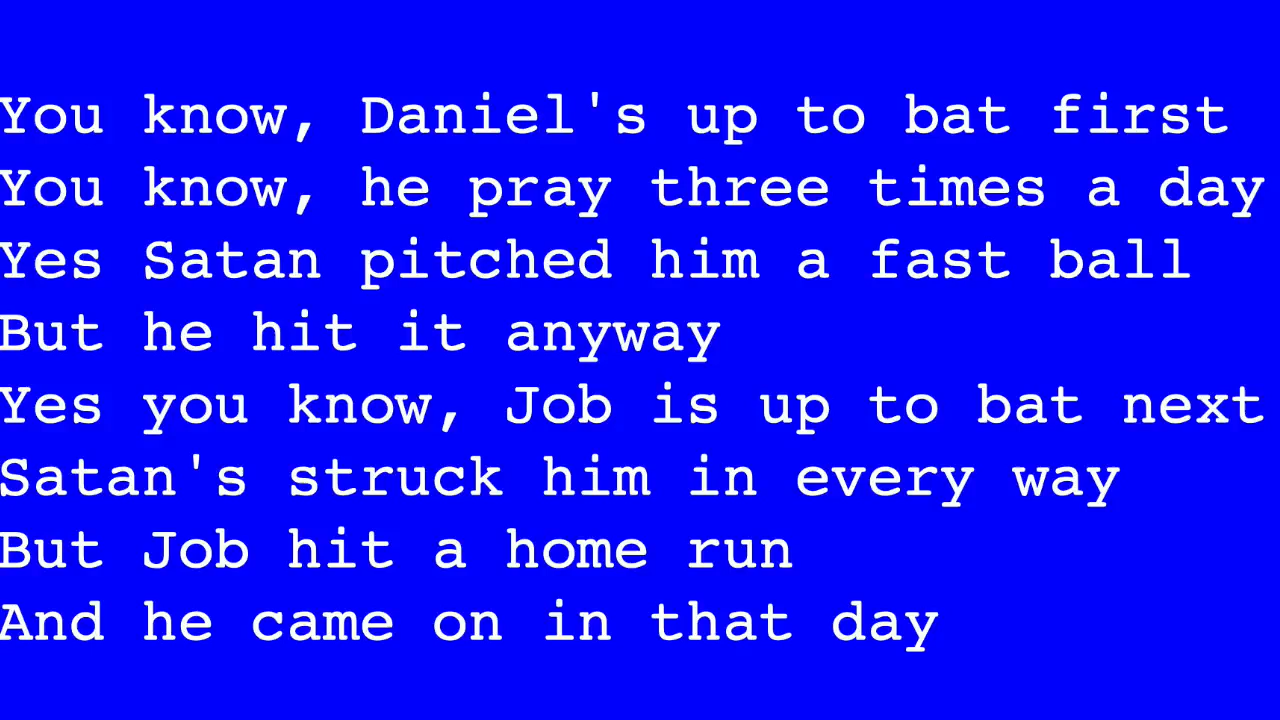 You know, Daniel's up to bat first
You know, he pray three times a day
Yes Satan pitched him a fast ball
But he hit it anyway
Yes you know, Job is up to bat next
Satan's struck him in every way
But Job hit a home run
And he came on in that day